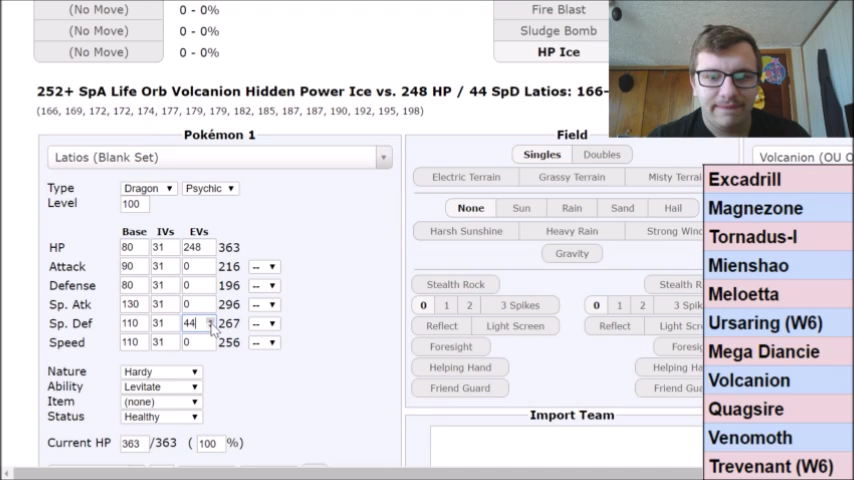 (No Move) 0 - 0% Fire Blast
(No Move) 0 - 0% Sludge Bomb
(No Move) 0 - 0% HP Ice
252+ SpA Life Orb Volcanion Hidden Power Ice vs. 248 HP / 44 SpD Latios: 166-
(166, 169, 172, 172, 174, 177, 179, 179, 182, 185, 187, 187, 190, 192, 195, 198)
Pokémon 1
Latios (Blank Set)
Type Dragon Psychic
Level 100
Base IVs EVs
HP 80 31 248 363
Attack 90 31 0 216 --
Defense 80 31 0 196 --
Sp. Atk 130 31 0 296 --
Sp. Def 110 31 44 267 --
Speed 110 31 0 256 --
Nature Hardy
Ability Levitate
Item (none)
Status Healthy
Current HP 363 /363 ( 100 %)
Field
Singles Doubles
Electric Terrain Grassy Terrain Misty Terrai
None Sun Rain Sand Hail
Harsh Sunshine Heavy Rain Strong Winc
Gravity
Stealth Rock Stealth R
0 1 2 3 Spikes 0 1 2 3 Spik
Reflect Light Screen Reflect Light Scr
Foresight Foresig
Helping Hand Helping Ha
Friend Guard Friend Gua
Import Team
Volcanion (OU O
Excadrill
Magnezone
Tornadus-I
Mienshao
Meloetta
Ursaring (W6)
Mega Diancie
Volcanion
Quagsire
Venomoth
Trevenant (W6)